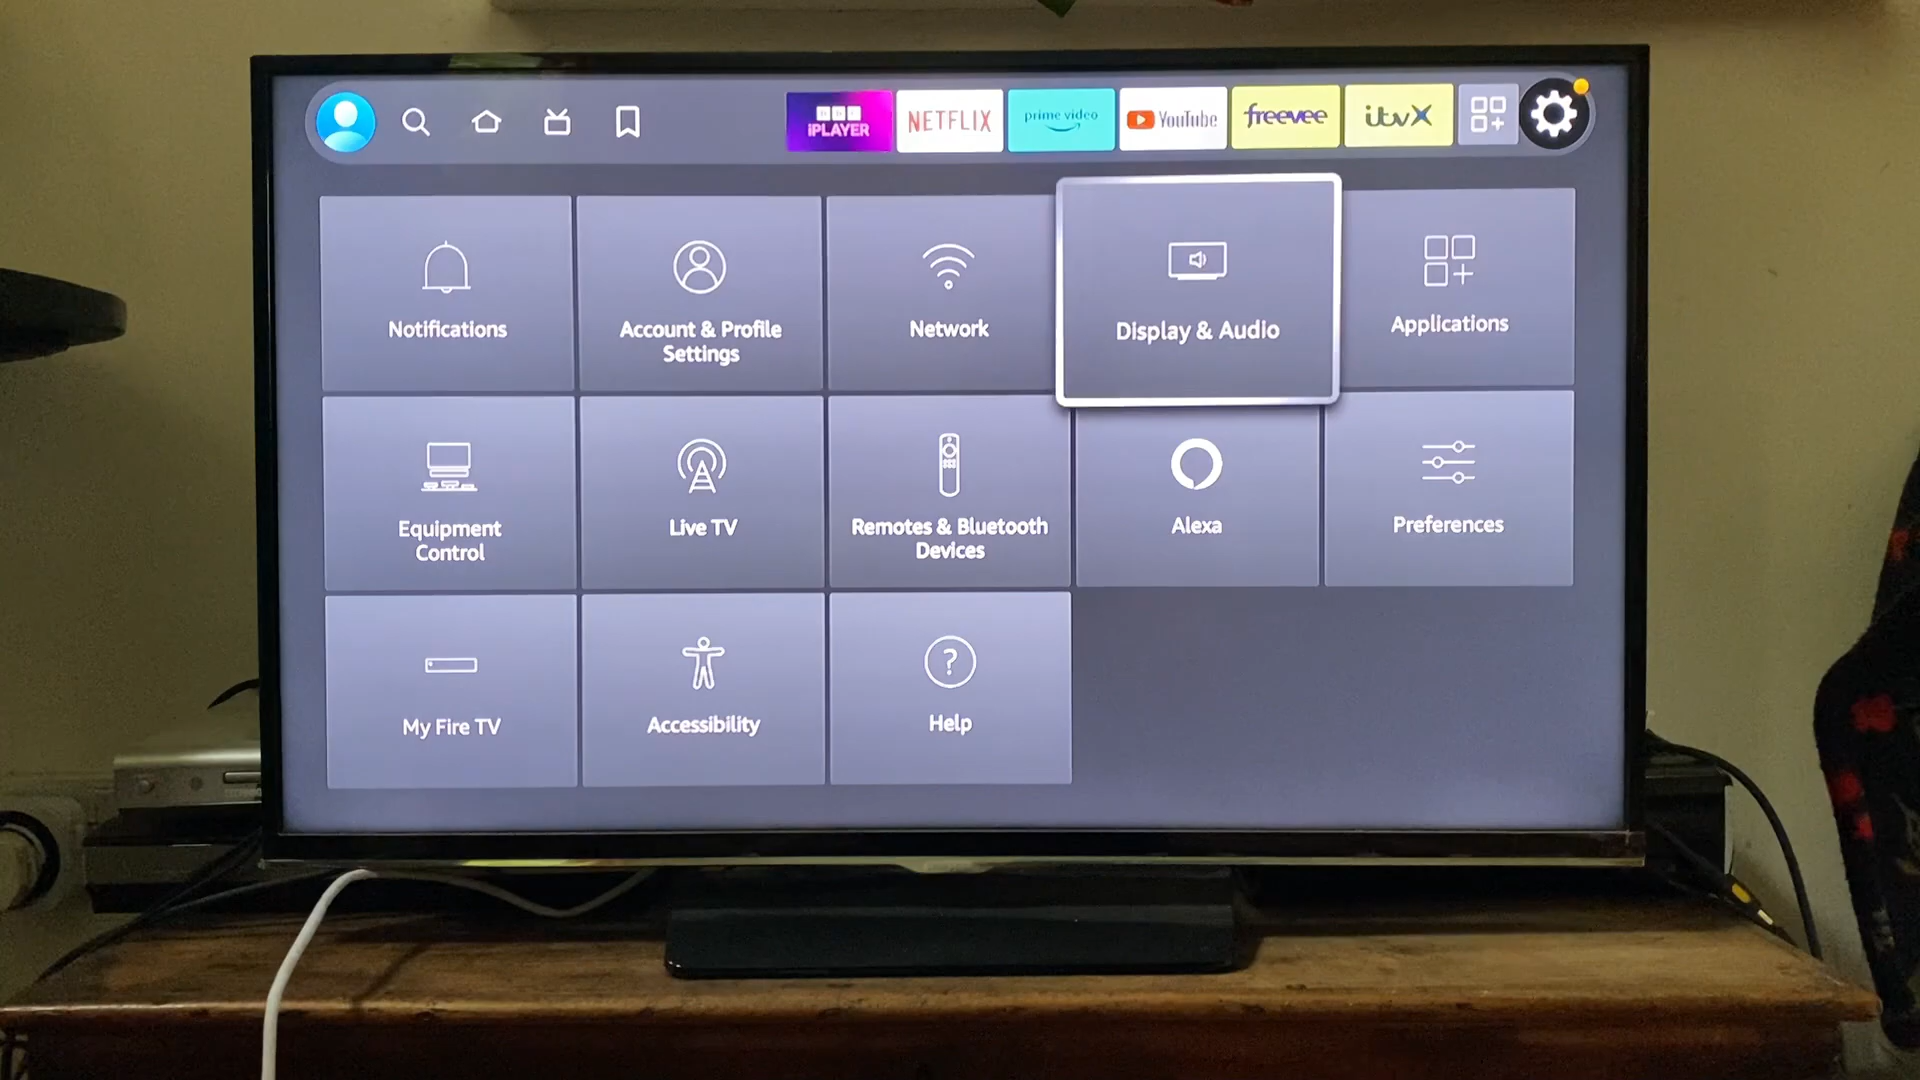 BBC
iPLAYER
NETFLIX
prime video
YouTube
freevee
itvX
Notifications
Account & Profile
Settings
Network
Display & Audio
Applications
Equipment
Control
Live TV
Remotes & Bluetooth
Devices
Alexa
Preferences
My Fire TV
Accessibility
?
Help